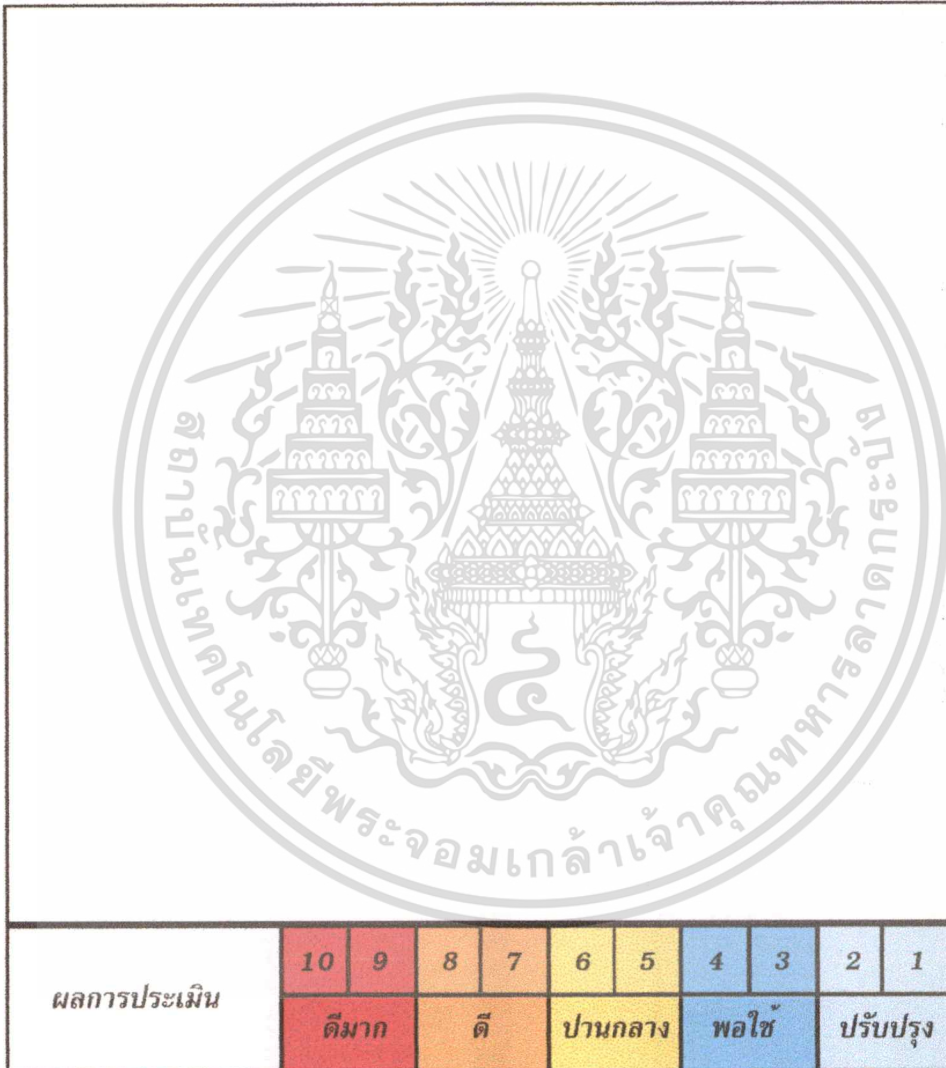 สถาบันเทคโนโลยีพระจอมเกล้าเจ้าคุณทหารลาดกระบัง
ผลการประเมิน
10 9 8 7 6 5 4 3 2 1
ดีมาก ดี ปานกลาง พอใช้ ปรับปรุง